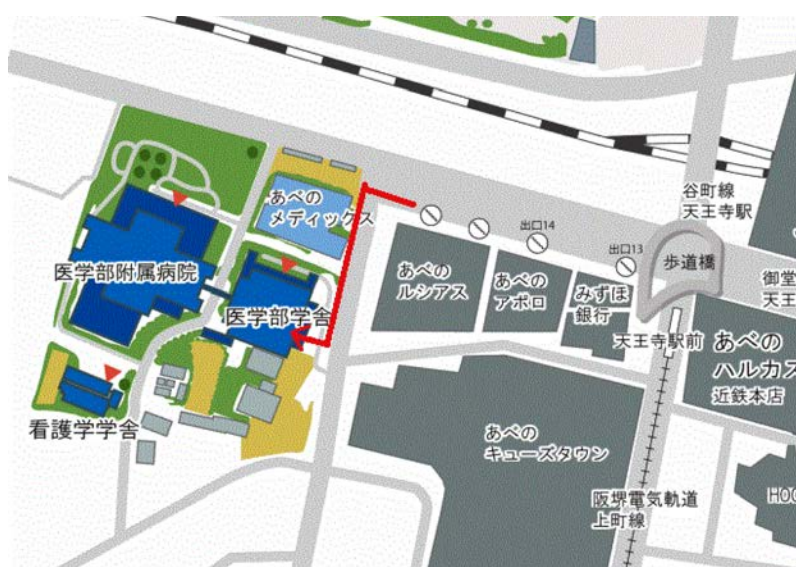 谷町線
天王寺駅
あべの
メディックス
出口14
出口13
歩道橋
御堂
天王
医学部附属病院
医学部学舎
あべの
ルシアス
あべの
アポロ
みずほ
銀行
天王寺駅前
あべの
ハルカス
近鉄本店
看護学学舎
あべの
キューズタウン
阪堺電気軌道
上町線
HOO